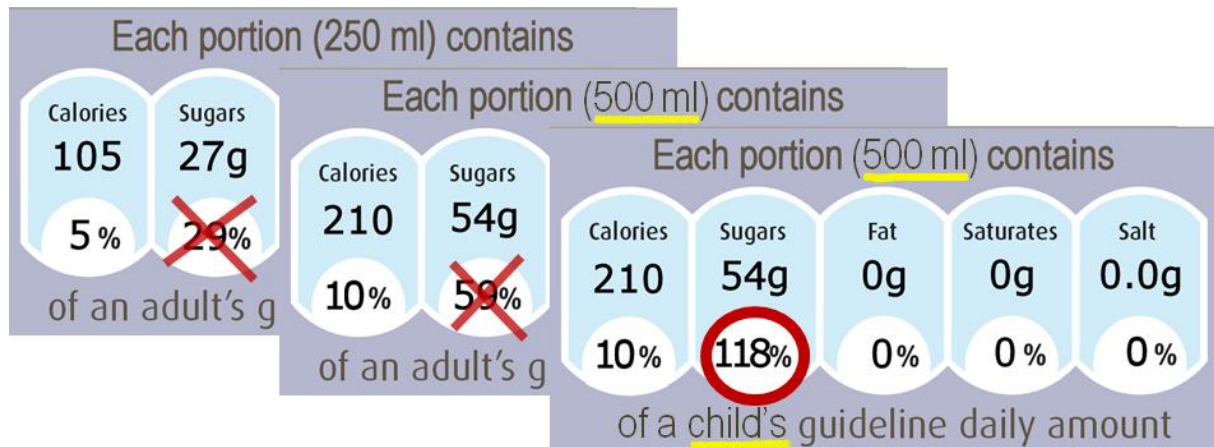 Each portion (250 ml) contains
Calories Sugars
105 27g
5% 29%
of an adult's g
Each portion (500 ml) contains
Calories Sugars
210 54g
10% 59%
of an adult's g
Each portion (500 ml) contains
Calories Sugars Fat Saturates Salt
210 54g 0g 0g 0.0g
10% 118% 0% 0% 0%
of a child's guideline daily amount